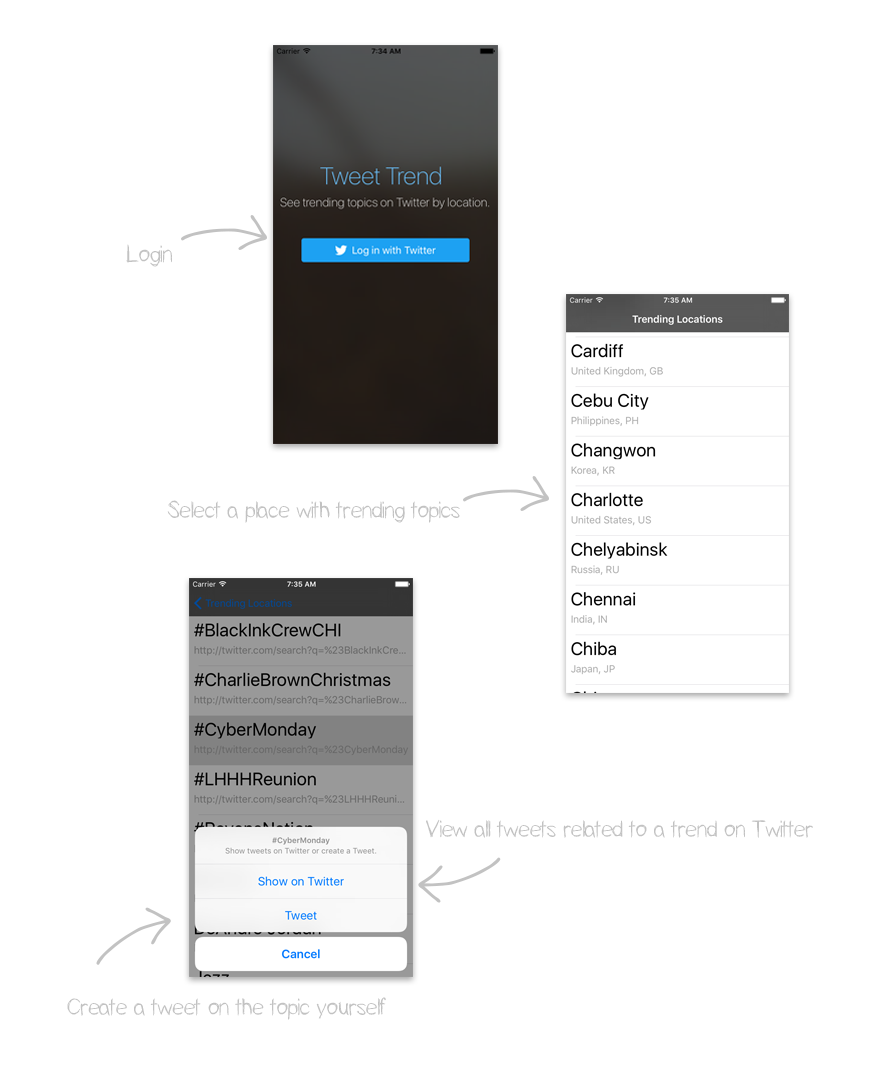 Carrier 7:34 AM
Tweet Trend
See trending topics on Twitter by location.
Log in with Twitter
Login
Carrier 7:35 AM
Trending Locations
Cardiff
United Kingdom, GB
Cebu City
Philippines, PH
Changwon
Korea, KR
Charlotte
United States, US
Chelyabinsk
Russia, RU
Chennai
India, IN
Chiba
Japan, JP
Select a place with trending topics
Carrier 7:35 AM
Trending Locations
#BlackInkCrewCHI
http://twitter.com/search?q=%23BlackInkCre...
#CharlieBrownChristmas
http://twitter.com/search?q=%23CharlieBrow...
#CyberMonday
http://twitter.com/search?q=%23CyberMonday
#LHHHReunion
http://twitter.com/search?q=%23LHHHReuni...
#RavensNation
#CyberMonday
Show tweets on Twitter or create a Tweet.
Show on Twitter
Tweet
DeAndre Jordan
Cancel
Jazz
View all tweets related to a trend on Twitter
Create a tweet on the topic yourself